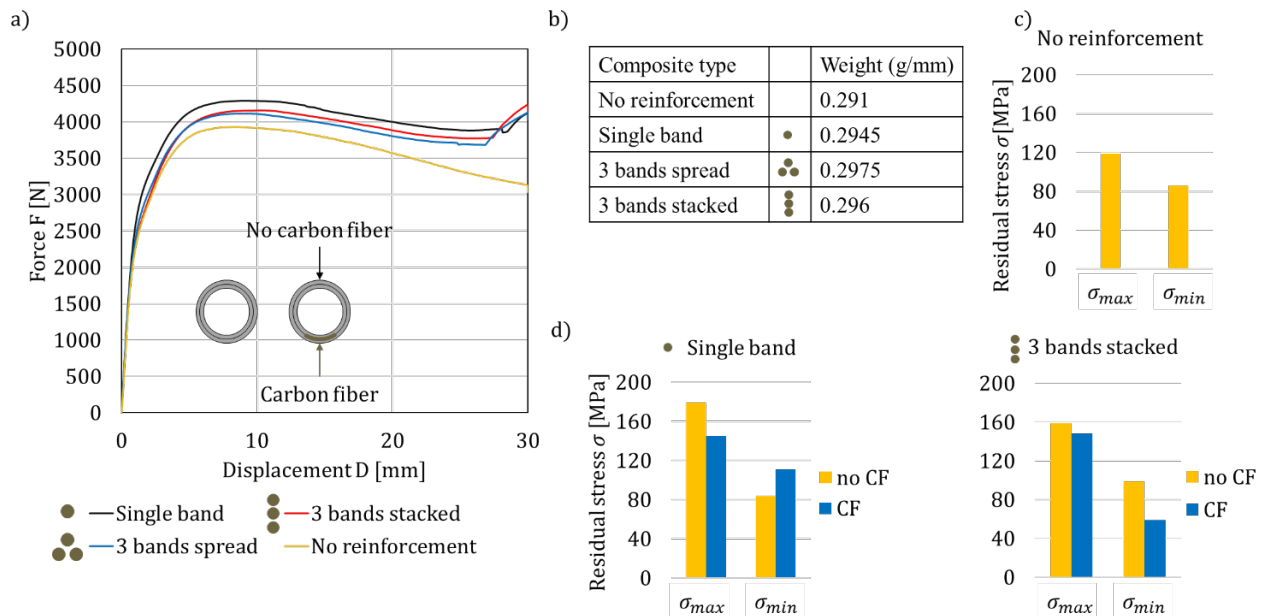 a)
5000
4500
4000
3500
3000
2500
2000
1500
1000
500
0
Force F [N]
No carbon fiber
Carbon fiber
0 10 20 30
Displacement D [mm]
Single band
3 bands stacked
3 bands spread
No reinforcement
b)
Composite type Weight (g/mm)
No reinforcement 0.291
Single band 0.2945
3 bands spread 0.2975
3 bands stacked 0.296
c)
No reinforcement
Residual stress σ [MPa]
200
160
120
80
40
0
σmax σmin
d)
Single band
Residual stress σ [MPa]
200
160
120
80
40
0
σmax σmin
no CF
CF
3 bands stacked
200
160
120
80
40
0
σmax σmin
no CF
CF